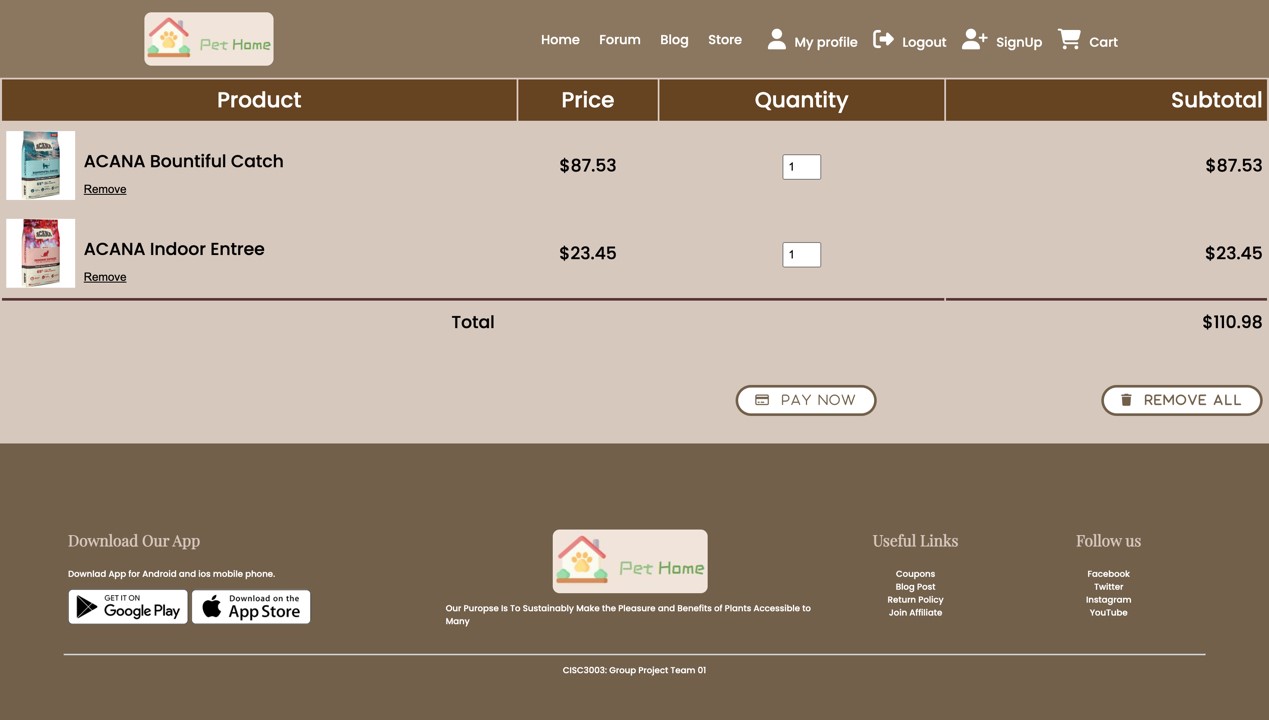 Pet Home
Home Forum Blog Store My profile Logout SignUp Cart
Product Price Quantity Subtotal
ACANA
ACANA Bountiful Catch $87.53 1 $87.53
Remove
ACANA
ACANA Indoor Entree $23.45 1 $23.45
Remove
Total $110.98
PAY NOW REMOVE ALL
Download Our App
Downlad App for Android and ios mobile phone.
GET IT ON
Google Play
Download on the
App Store
Pet Home
Our Puropse Is To Sustainably Make the Pleasure and Benefits of Plants Accessible to
Many
Useful Links
Coupons
Blog Post
Return Policy
Join Affiliate
Follow us
Facebook
Twitter
Instagram
YouTube
CISC3003: Group Project Team 01